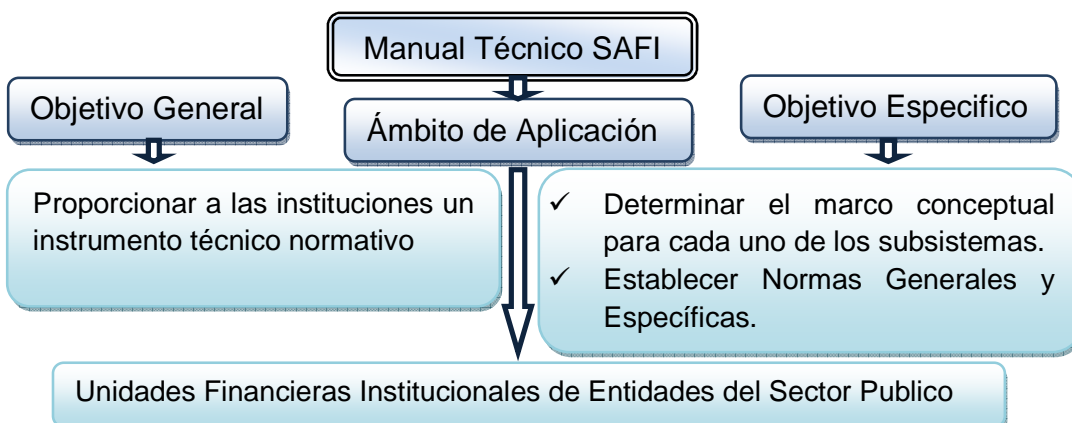 Manual Técnico SAFI
Objetivo General
Ámbito de Aplicación
Objetivo Especifico
Proporcionar a las instituciones un
instrumento técnico normativo
✓ Determinar el marco conceptual
para cada uno de los subsistemas.
✓ Establecer Normas Generales y
Específicas.
Unidades Financieras Institucionales de Entidades del Sector Publico